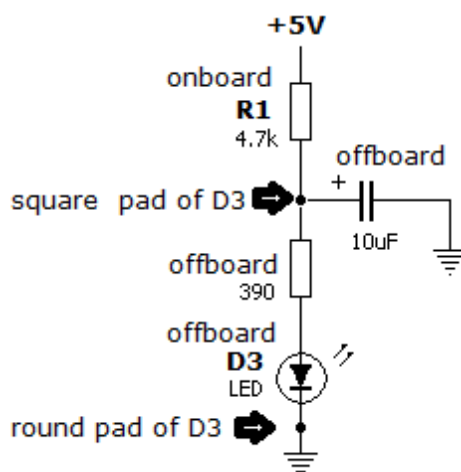 +5V
onboard
R1
4.7k
offboard
+
square pad of D3
10uF
offboard
390
offboard
D3
LED
round pad of D3